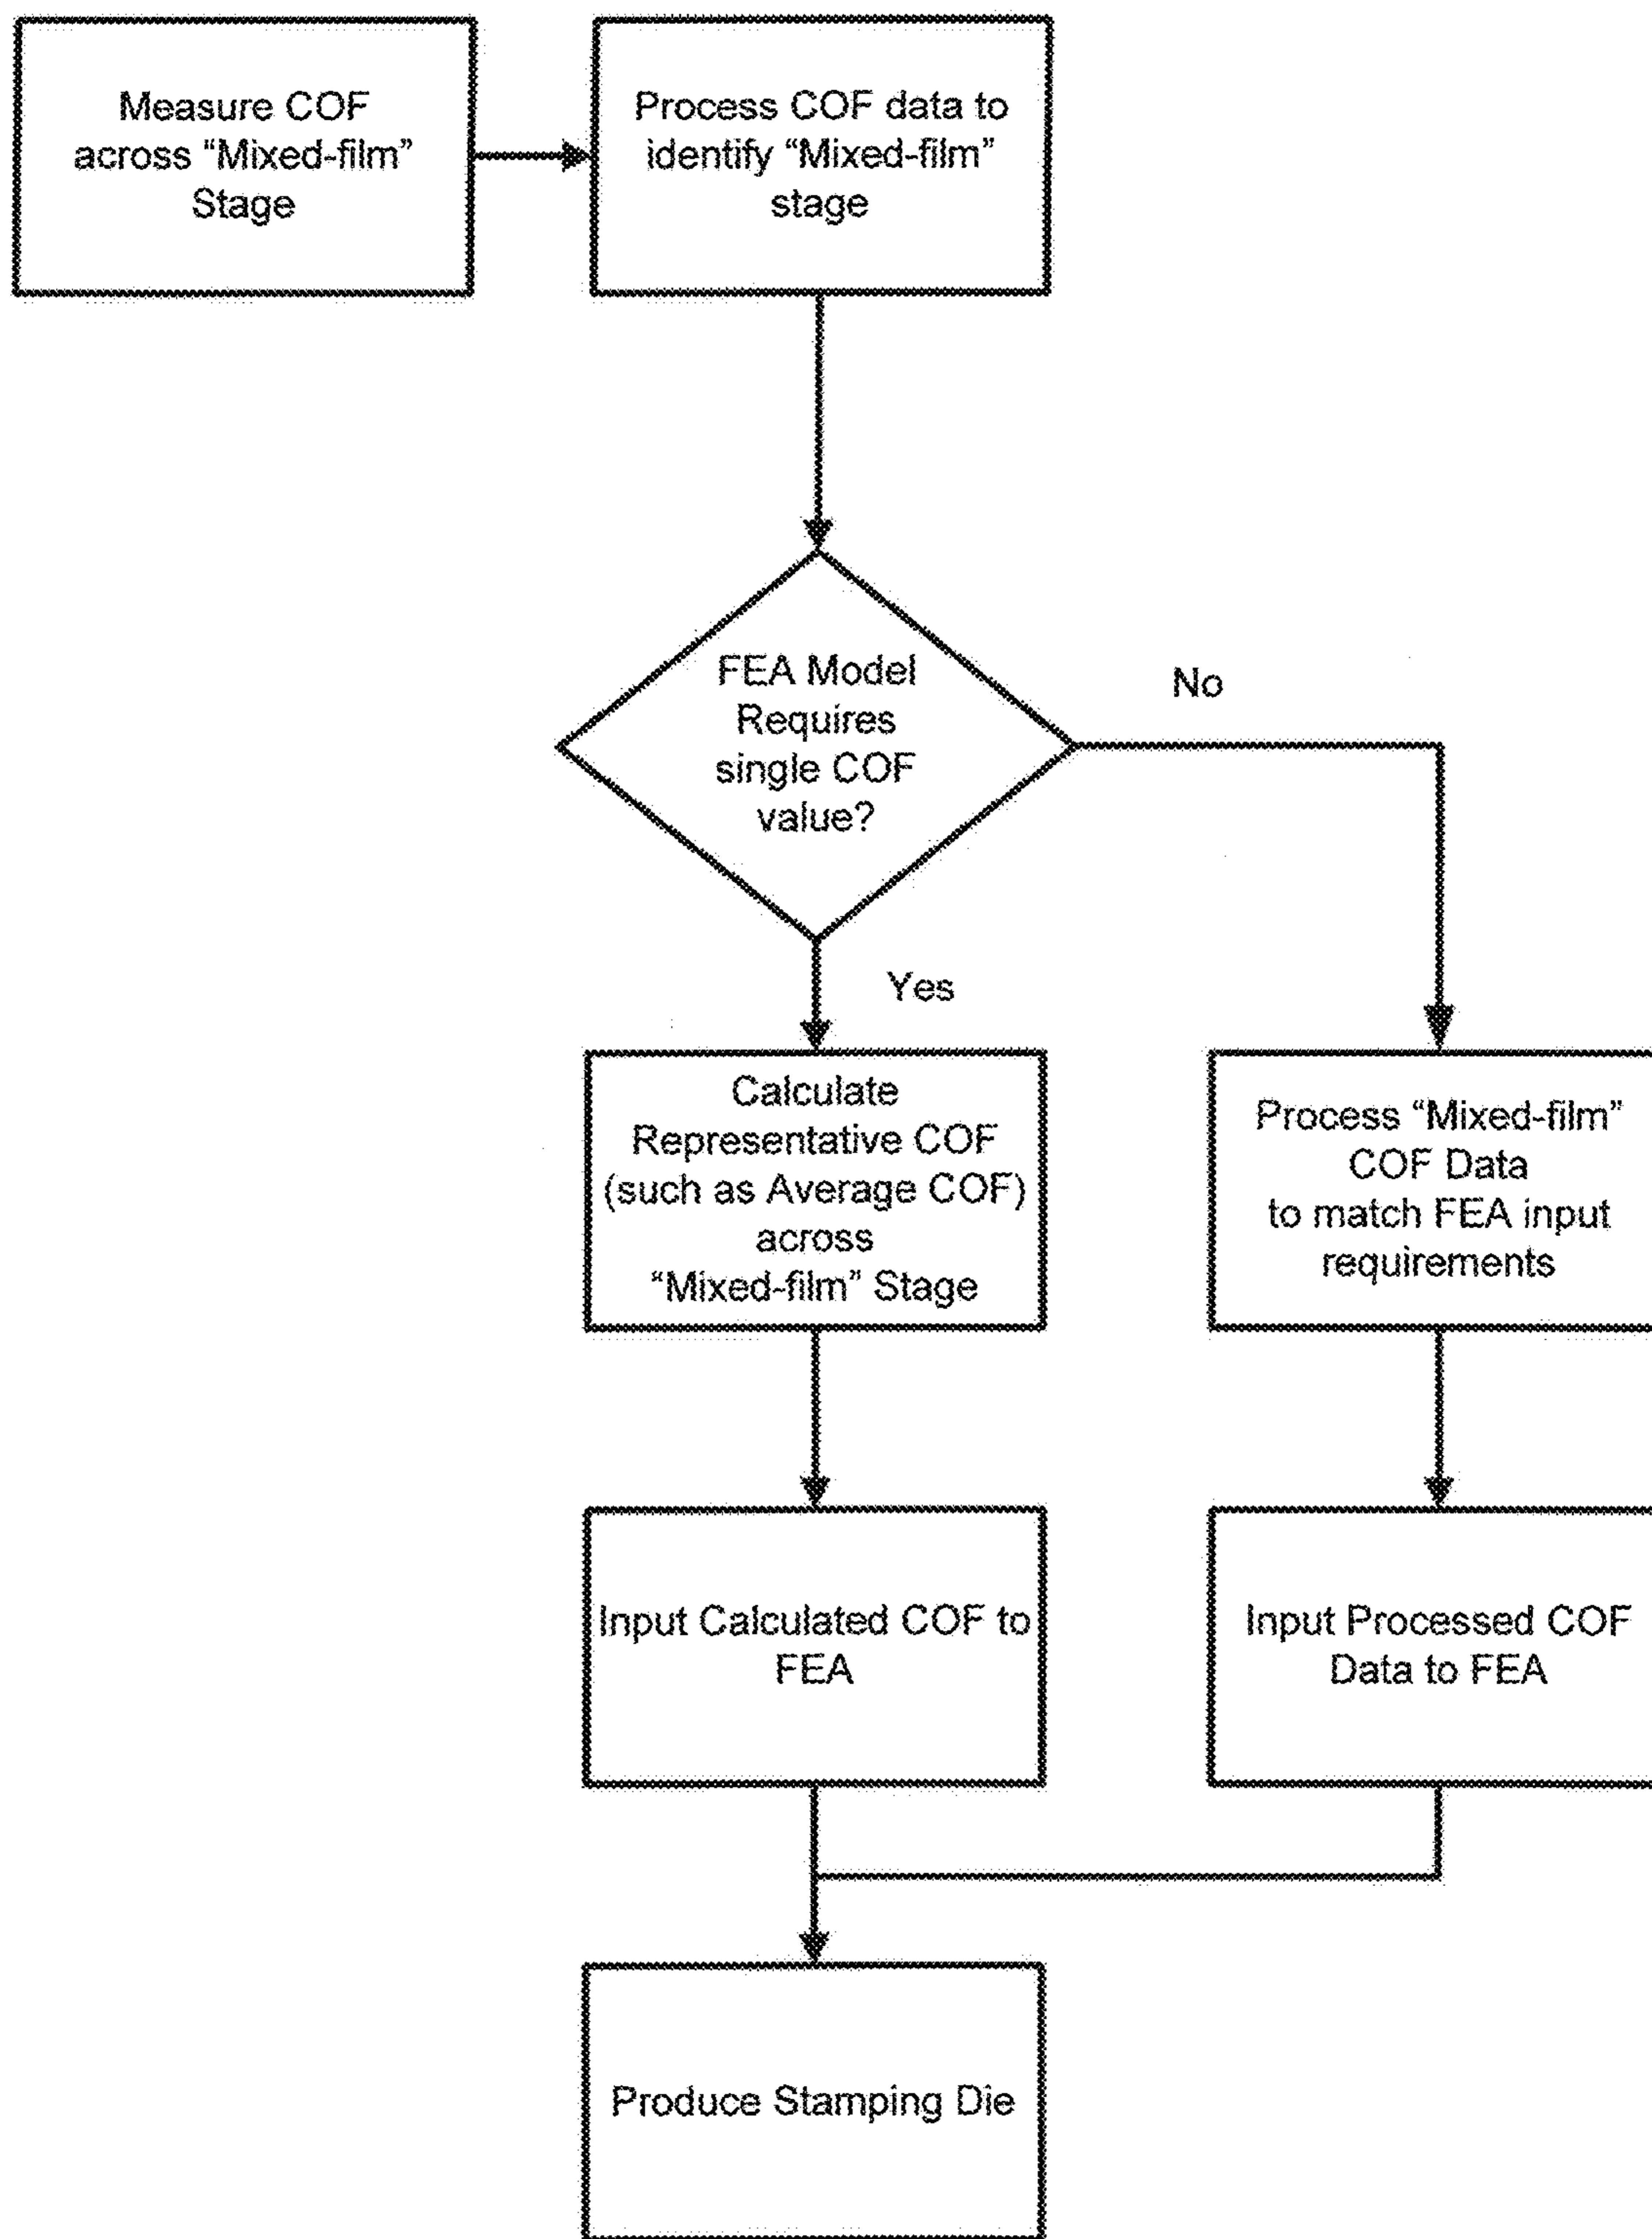 Measure COF
across “Mixed-film”
Stage
Process COF data to
identify “Mixed-film”
stage
FEA Model
Requires
single COF
value?
No
Yes
Calculate
Representative COF
(such as Average COF)
across
“Mixed-film” Stage
Process “Mixed-film”
COF Data
to match FEA input
requirements
Input Calculated COF to
FEA
Input Processed COF
Data to FEA
Produce Stamping Die